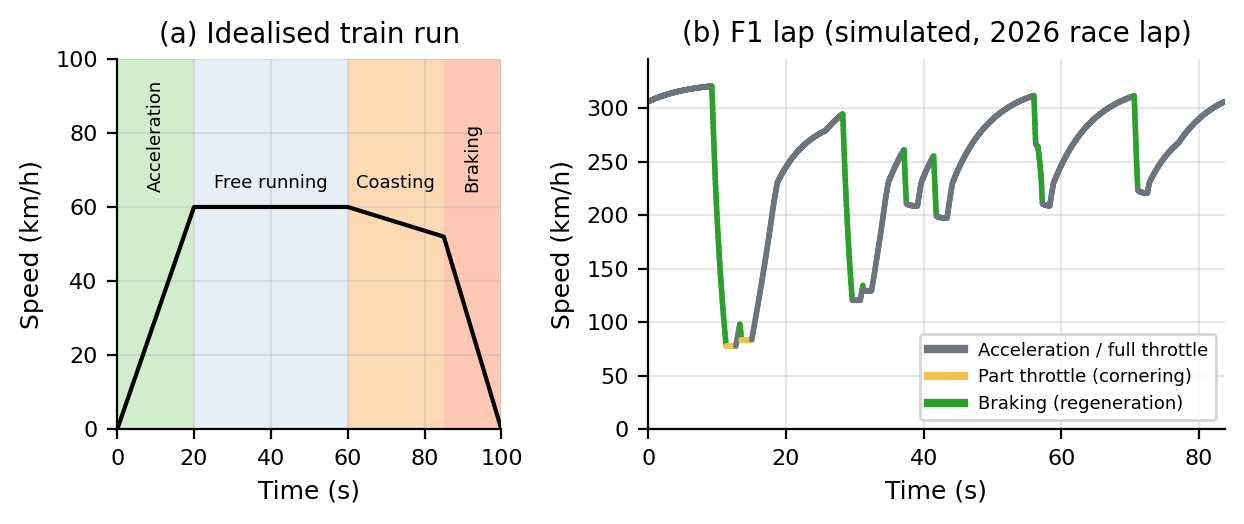 (a) Idealised train run
Speed (km/h)
100
80
60
40
20
0
Acceleration
Free running
Coasting
Braking
0 20 40 60 80 100
Time (s)
(b) F1 lap (simulated, 2026 race lap)
Speed (km/h)
300
250
200
150
100
50
0
Acceleration / full throttle
Part throttle (cornering)
Braking (regeneration)
0 20 40 60 80
Time (s)